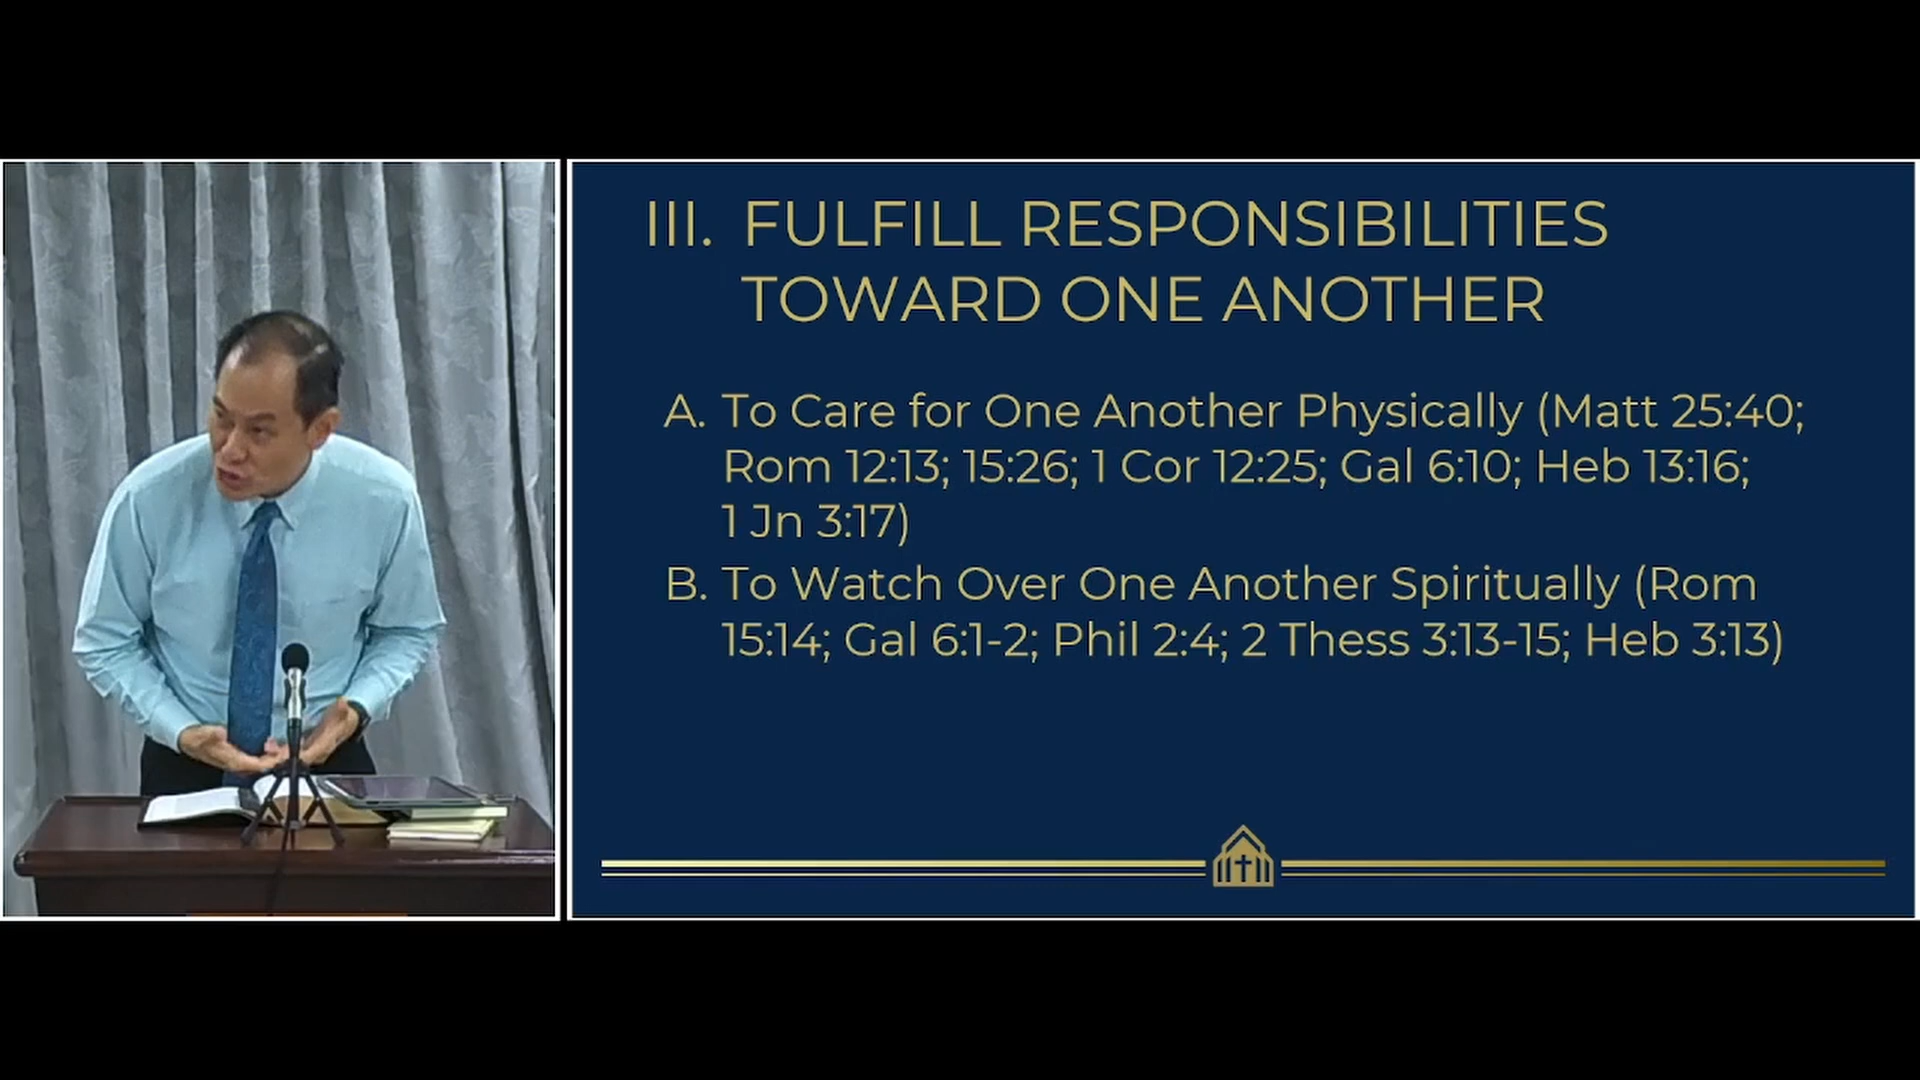 III. FULFILL RESPONSIBILITIES
TOWARD ONE ANOTHER
A. To Care for One Another Physically (Matt 25:40;
Rom 12:13; 15:26; 1 Cor 12:25; Gal 6:10; Heb 13:16;
1 Jn 3:17)
B. To Watch Over One Another Spiritually (Rom
15:14; Gal 6:1-2; Phil 2:4; 2 Thess 3:13-15; Heb 3:13)